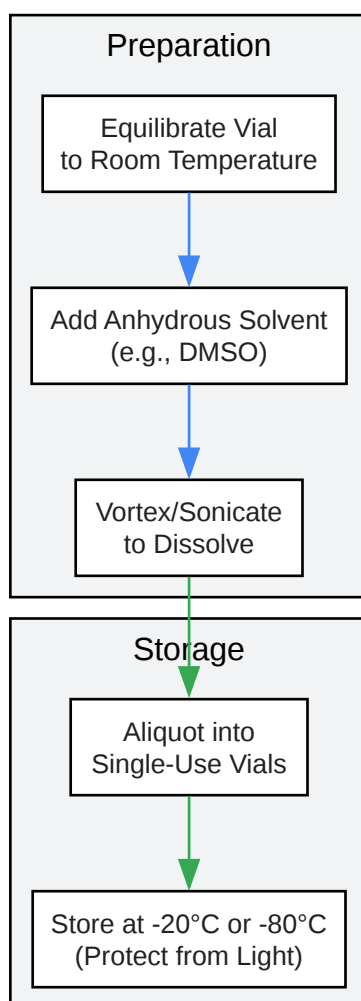 Preparation
Equilibrate Vial
to Room Temperature
Add Anhydrous Solvent
(e.g., DMSO)
Vortex/Sonicate
to Dissolve
Storage
Aliquot into
Single-Use Vials
Store at -20°C or -80°C
(Protect from Light)